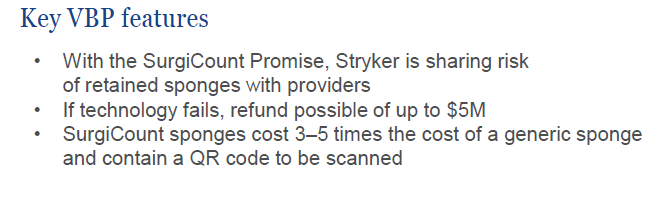 Key VBP features
• With the SurgiCount Promise, Stryker is sharing risk
of retained sponges with providers
• If technology fails, refund possible of up to $5M
• SurgiCount sponges cost 3–5 times the cost of a generic sponge
and contain a QR code to be scanned